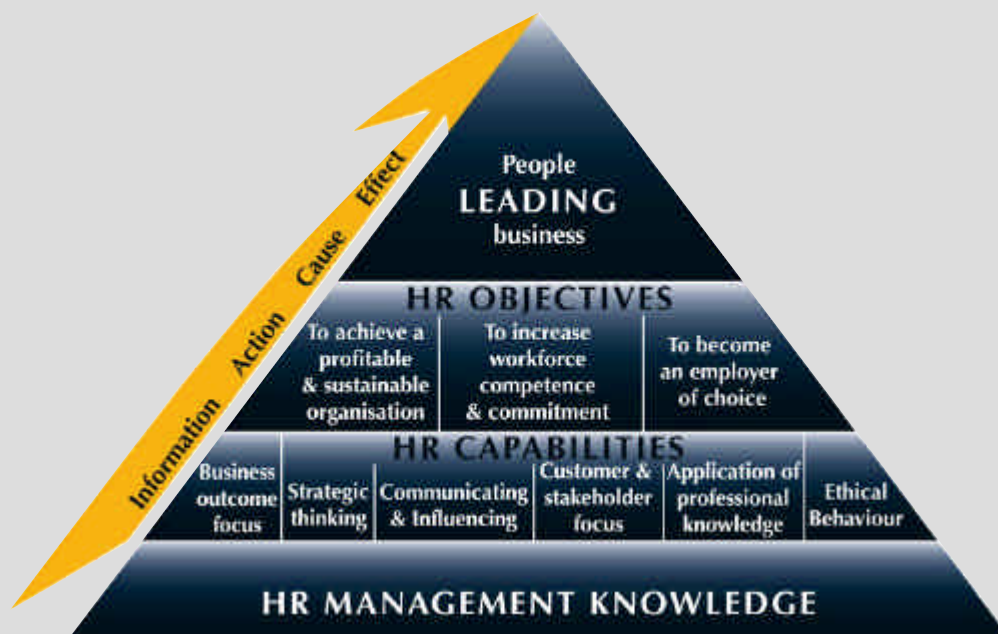 People
LEADING
business
Information Action Cause Effect
HR OBJECTIVES
To achieve a
profitable
& sustainable
organisation
To increase
workforce
competence
& commitment
To become
an employer
of choice
HR CAPABILITIES
Business
outcome
focus
Strategic
thinking
Communicating
& Influencing
Customer &
stakeholder
focus
Application of
professional
knowledge
Ethical
Behaviour
HR MANAGEMENT KNOWLEDGE